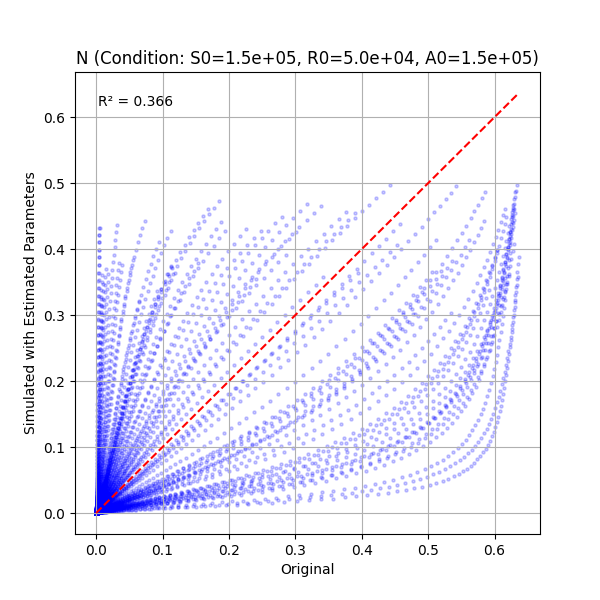 N (Condition: S0=1.5e+05, R0=5.0e+04, A0=1.5e+05)
R² = 0.366
0.6
0.5
0.4
0.3
0.2
0.1
0.0
Simulated with Estimated Parameters
0.0 0.1 0.2 0.3 0.4 0.5 0.6
Original